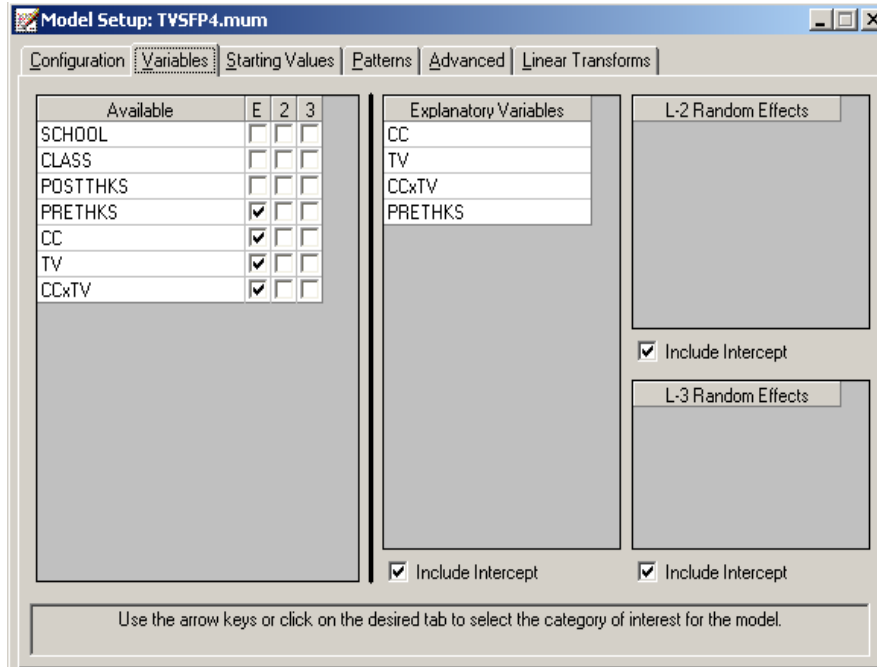 Model Setup: TVSFP4.mum
Configuration Variables Starting Values Patterns Advanced Linear Transforms
Available E 2 3
SCHOOL
CLASS
POSTTHKS
PRETHKS
CC
TV
CCxTV
Explanatory Variables
CC
TV
CCxTV
PRETHKS
Include Intercept
L-2 Random Effects
Include Intercept
L-3 Random Effects
Include Intercept
Use the arrow keys or click on the desired tab to select the category of interest for the model.